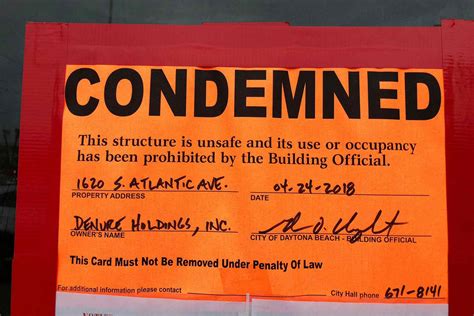 CONDEMNED
This structure is unsafe and its use or occupancy
has been prohibited by the Building Official.
1620 S. ATLANTIC AVE. 04-24-2018
PROPERTY ADDRESS DATE
DENURE HOLDINGS, INC.
OWNER'S NAME CITY OF DAYTONA BEACH - BUILDING OFFICIAL
This Card Must Not Be Removed Under Penalty Of Law
For additional information please contact City Hall phone 671-8141